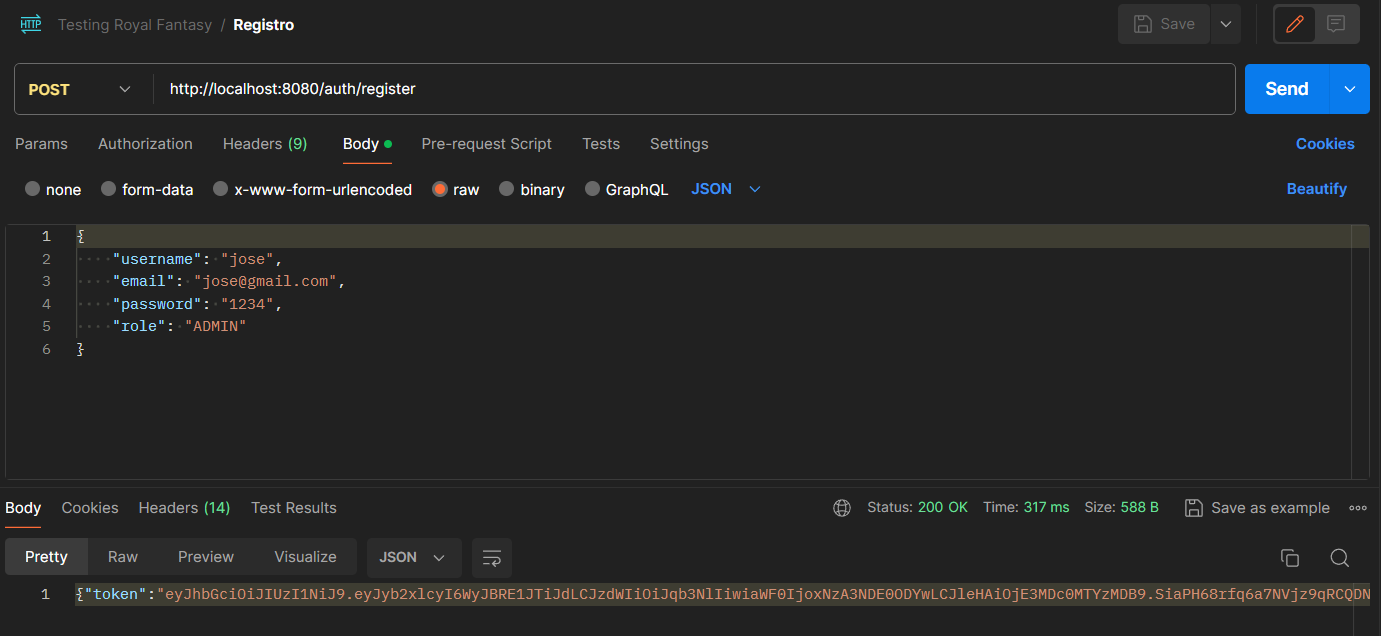 HTTP Testing Royal Fantasy / Registro Save
POST http://localhost:8080/auth/register Send
Params Authorization Headers (9) Body Pre-request Script Tests Settings Cookies
none form-data x-www-form-urlencoded raw binary GraphQL JSON Beautify
1 {
2 ····"username":·"jose",
3 ····"email":·"jose@gmail.com",
4 ····"password":·"1234",
5 ····"role":·"ADMIN"
6 }
Body Cookies Headers (14) Test Results Status: 200 OK Time: 317 ms Size: 588 B Save as example
Pretty Raw Preview Visualize JSON
1 {"token":"eyJhbGciOiJIUzI1NiJ9.eyJyb2xlcyI6WyJBRE1JTiJdLCJzdWIiOiJqb3NlIiwiaWF0IjoxNzA3NDE0ODYwLCJleHAiOjE3MDc0MTYzMDB9.SiaPH68rfq6a7NVjz9qRCQDN